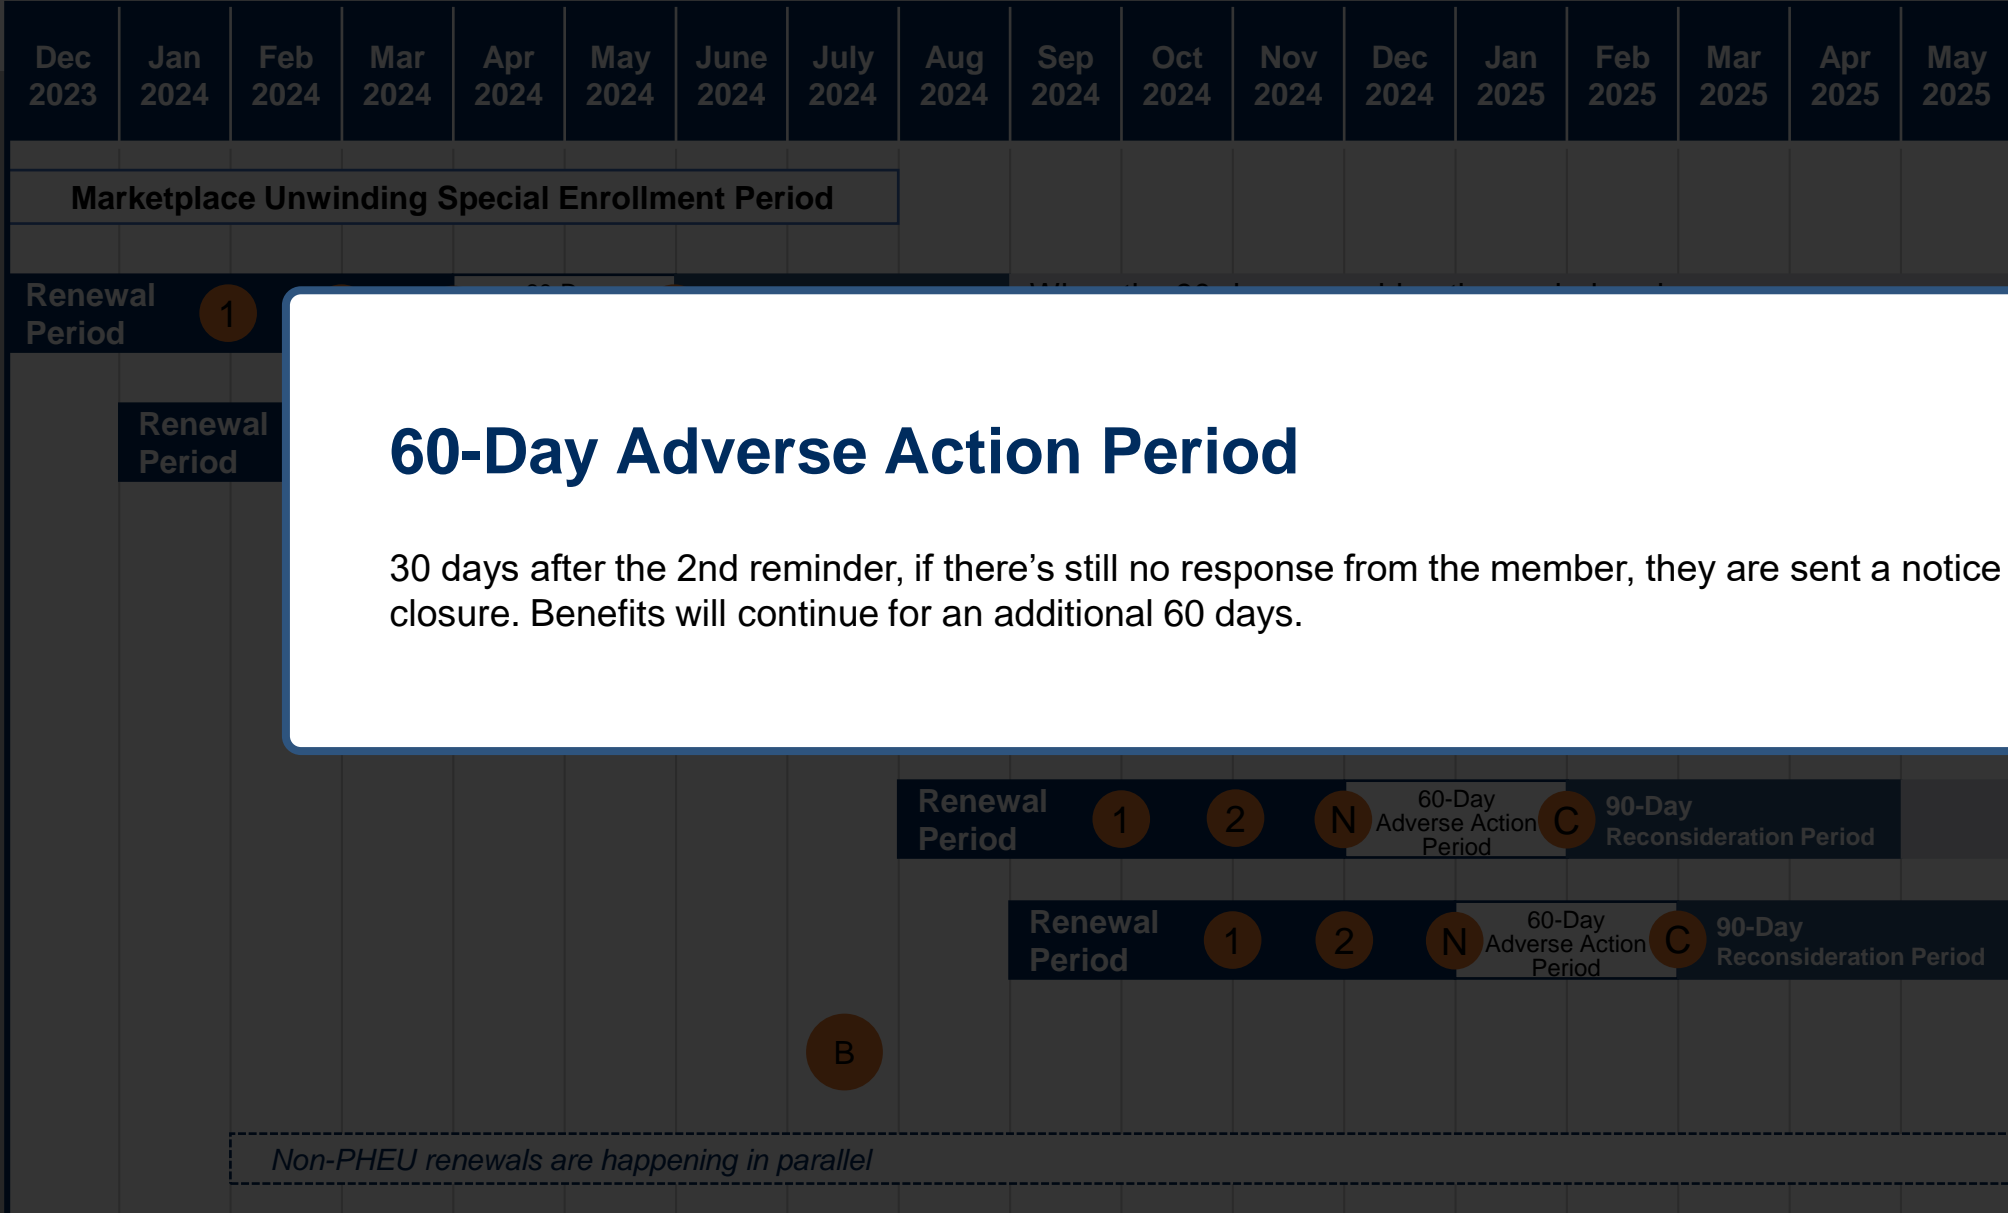 Dec Jan Feb Mar Apr May June July Aug Sep Oct Nov Dec Jan Feb Mar Apr May
2023 2024 2024 2024 2024 2024 2024 2024 2024 2024 2024 2024 2024 2025 2025 2025 2025 2025
Marketplace Unwinding Special Enrollment Period
Renewal
Period
1
Renewal
Period
60-Day Adverse Action Period
30 days after the 2nd reminder, if there’s still no response from the member, they are sent a notice
closure. Benefits will continue for an additional 60 days.
Renewal
Period
1
2
N
60-Day
Adverse Action
Period
C
90-Day
Reconsideration Period
Renewal
Period
1
2
N
60-Day
Adverse Action
Period
C
90-Day
Reconsideration Period
B
Non-PHEU renewals are happening in parallel